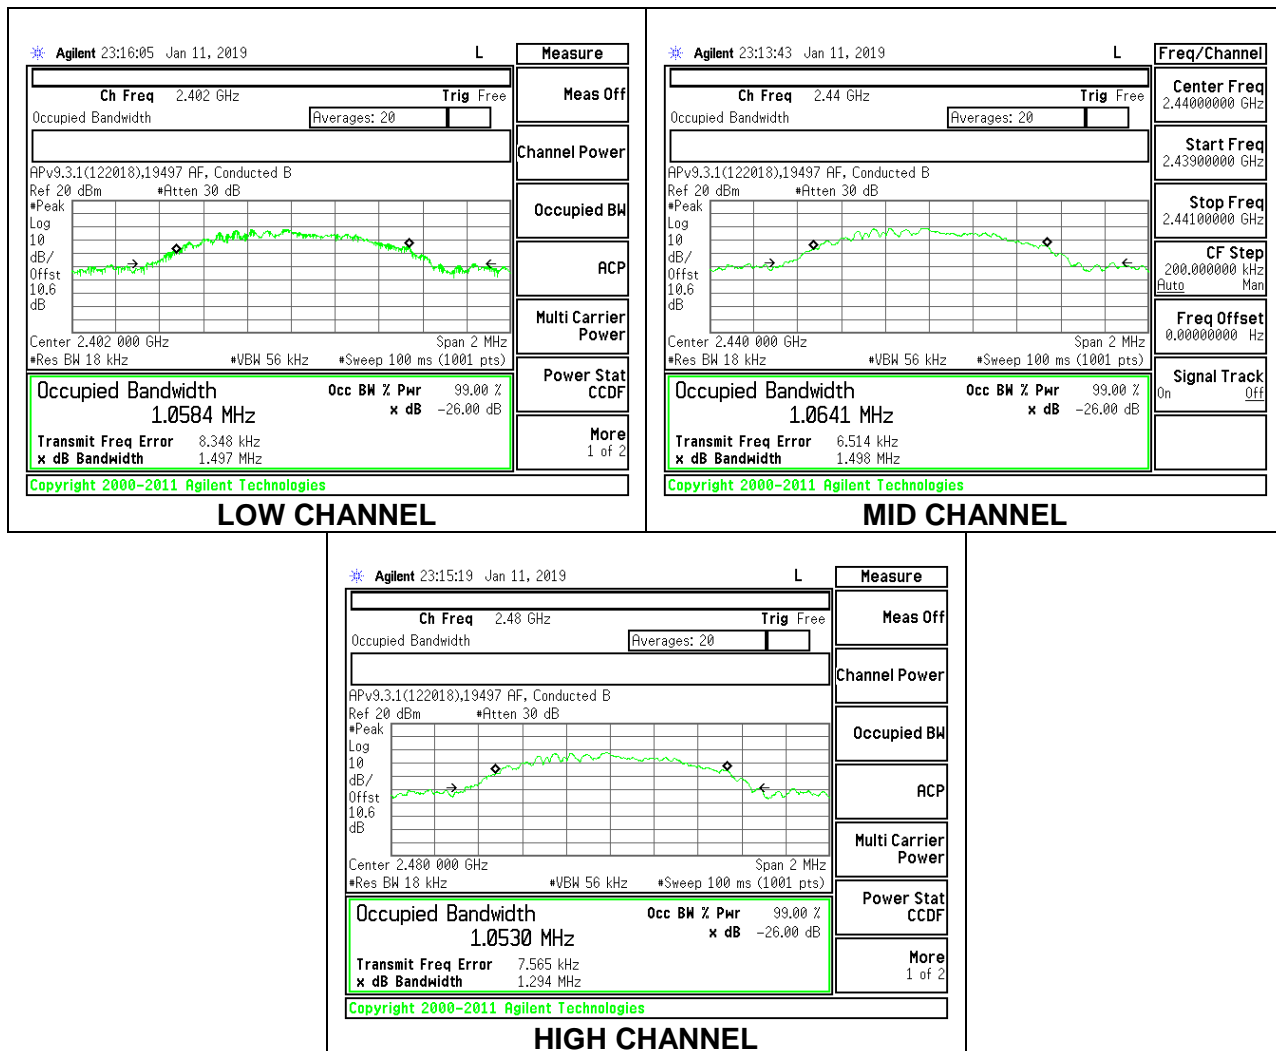 Agilent 23:16:05 Jan 11, 2019 L
Measure
Ch Freq 2.402 GHz Trig Free
Meas Off
Occupied Bandwidth Averages: 20
Channel Power
APv9.3.1(122018),19497 AF, Conducted B
Ref 20 dBm #Atten 30 dB
#Peak
Log
10
dB/
Offst
10.6
dB
Occupied BW
ACP
Multi Carrier
Power
Center 2.402 000 GHz Span 2 MHz
#Res BW 18 kHz #VBW 56 kHz #Sweep 100 ms (1001 pts)
Power Stat
CCDF
Occupied Bandwidth Occ BW % Pwr 99.00 %
1.0584 MHz x dB -26.00 dB
Transmit Freq Error 8.348 kHz
x dB Bandwidth 1.497 MHz
More
1 of 2
Copyright 2000-2011 Agilent Technologies
LOW CHANNEL
Agilent 23:13:43 Jan 11, 2019 L
Freq/Channel
Ch Freq 2.44 GHz Trig Free
Center Freq
2.44000000 GHz
Occupied Bandwidth Averages: 20
Start Freq
2.43900000 GHz
APv9.3.1(122018),19497 AF, Conducted B
Ref 20 dBm #Atten 30 dB
#Peak
Log
10
dB/
Offst
10.6
dB
Stop Freq
2.44100000 GHz
CF Step
200.000000 kHz
Auto Man
Freq Offset
0.00000000 Hz
Center 2.440 000 GHz Span 2 MHz
#Res BW 18 kHz #VBW 56 kHz #Sweep 100 ms (1001 pts)
Signal Track
On Off
Occupied Bandwidth Occ BW % Pwr 99.00 %
1.0641 MHz x dB -26.00 dB
Transmit Freq Error 6.514 kHz
x dB Bandwidth 1.498 MHz
Copyright 2000-2011 Agilent Technologies
MID CHANNEL
Agilent 23:15:19 Jan 11, 2019 L
Measure
Ch Freq 2.48 GHz Trig Free
Meas Off
Occupied Bandwidth Averages: 20
Channel Power
APv9.3.1(122018),19497 AF, Conducted B
Ref 20 dBm #Atten 30 dB
#Peak
Log
10
dB/
Offst
10.6
dB
Occupied BW
ACP
Multi Carrier
Power
Center 2.480 000 GHz Span 2 MHz
#Res BW 18 kHz #VBW 56 kHz #Sweep 100 ms (1001 pts)
Power Stat
CCDF
Occupied Bandwidth Occ BW % Pwr 99.00 %
1.0530 MHz x dB -26.00 dB
Transmit Freq Error 7.565 kHz
x dB Bandwidth 1.294 MHz
More
1 of 2
Copyright 2000-2011 Agilent Technologies
HIGH CHANNEL